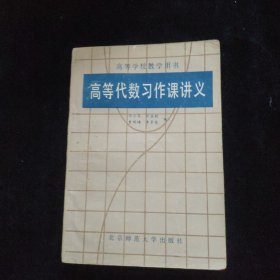 高等学校教学用书
高等代数习作课讲义
北京师范大学出版社